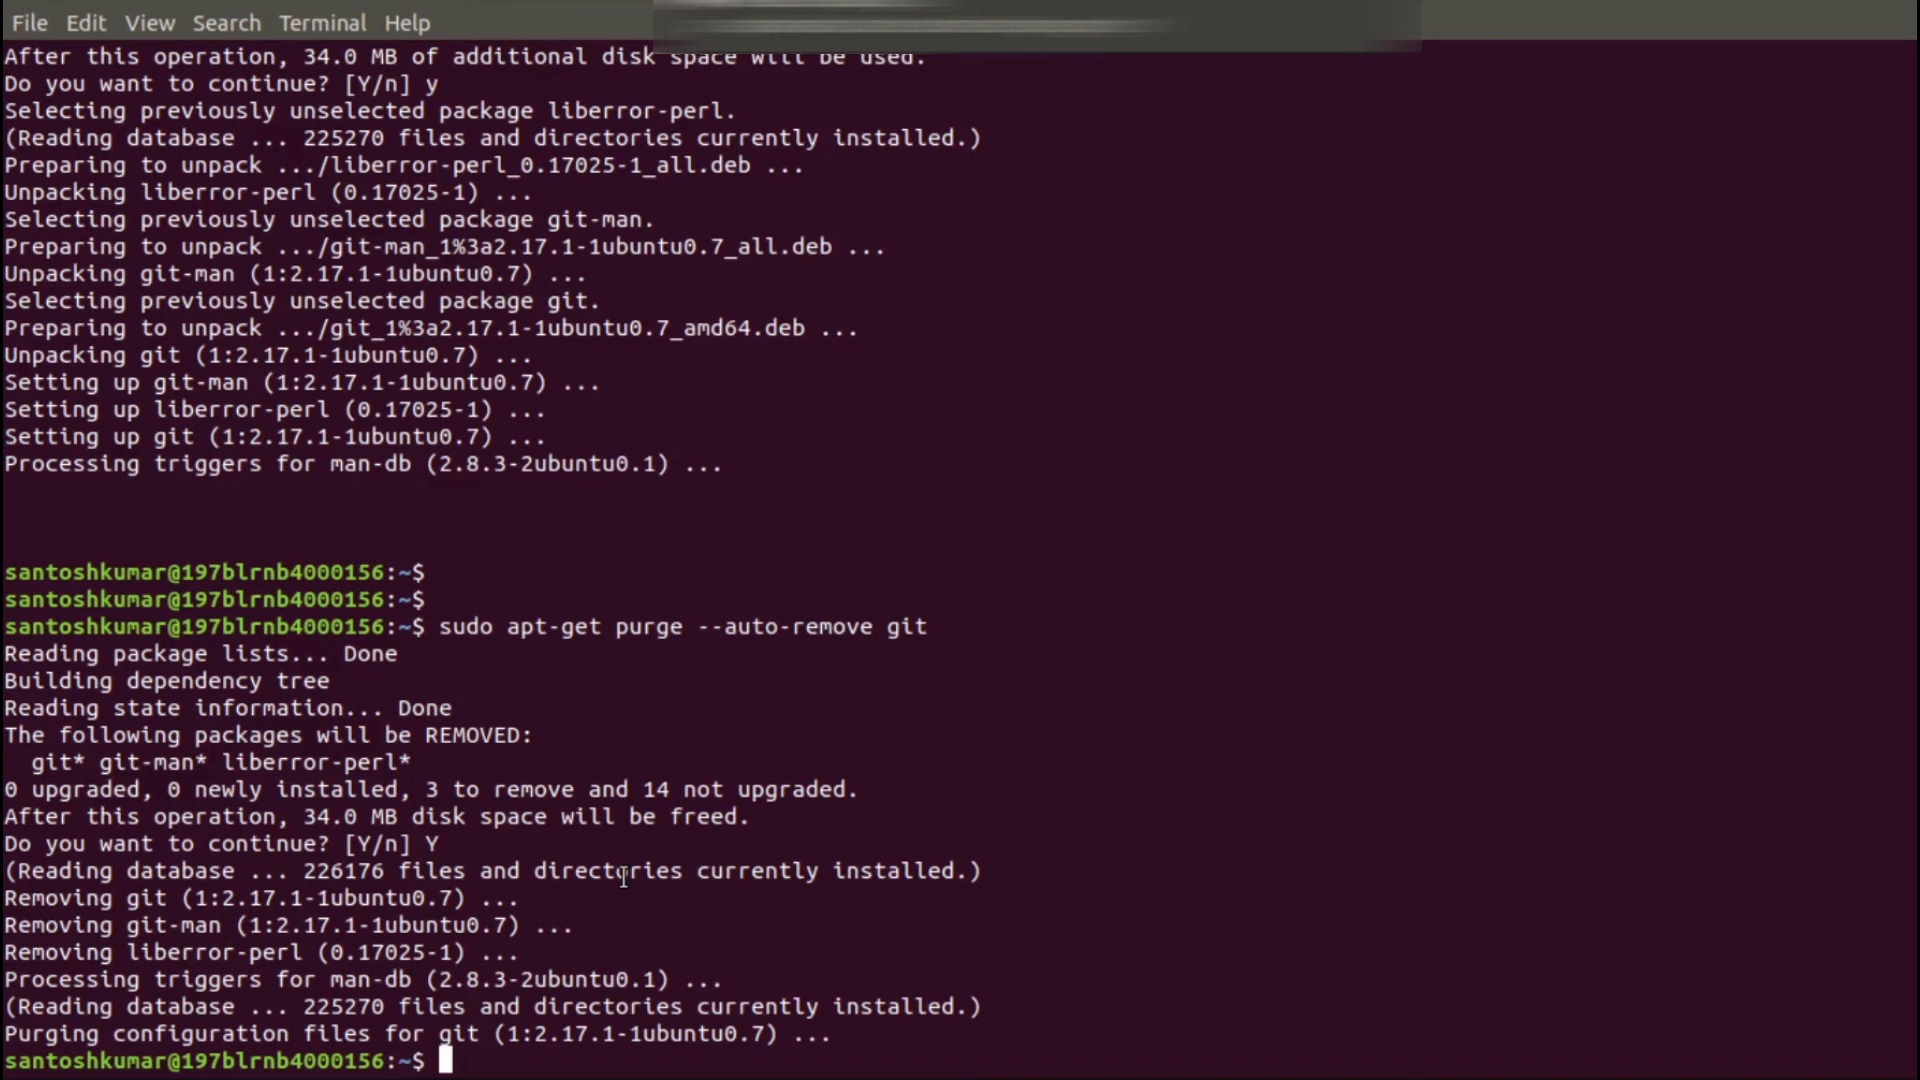 File Edit View Search Terminal Help
After this operation, 34.0 MB of additional disk space will be used.
Do you want to continue? [Y/n] y
Selecting previously unselected package liberror-perl.
(Reading database ... 225270 files and directories currently installed.)
Preparing to unpack .../liberror-perl_0.17025-1_all.deb ...
Unpacking liberror-perl (0.17025-1) ...
Selecting previously unselected package git-man.
Preparing to unpack .../git-man_1%3a2.17.1-1ubuntu0.7_all.deb ...
Unpacking git-man (1:2.17.1-1ubuntu0.7) ...
Selecting previously unselected package git.
Preparing to unpack .../git_1%3a2.17.1-1ubuntu0.7_amd64.deb ...
Unpacking git (1:2.17.1-1ubuntu0.7) ...
Setting up git-man (1:2.17.1-1ubuntu0.7) ...
Setting up liberror-perl (0.17025-1) ...
Setting up git (1:2.17.1-1ubuntu0.7) ...
Processing triggers for man-db (2.8.3-2ubuntu0.1) ...
santoshkumar@197blrnb4000156:~$
santoshkumar@197blrnb4000156:~$
santoshkumar@197blrnb4000156:~$ sudo apt-get purge --auto-remove git
Reading package lists... Done
Building dependency tree
Reading state information... Done
The following packages will be REMOVED:
git* git-man* liberror-perl*
0 upgraded, 0 newly installed, 3 to remove and 14 not upgraded.
After this operation, 34.0 MB disk space will be freed.
Do you want to continue? [Y/n] Y
(Reading database ... 226176 files and directories currently installed.)
Removing git (1:2.17.1-1ubuntu0.7) ...
Removing git-man (1:2.17.1-1ubuntu0.7) ...
Removing liberror-perl (0.17025-1) ...
Processing triggers for man-db (2.8.3-2ubuntu0.1) ...
(Reading database ... 225270 files and directories currently installed.)
Purging configuration files for git (1:2.17.1-1ubuntu0.7) ...
santoshkumar@197blrnb4000156:~$